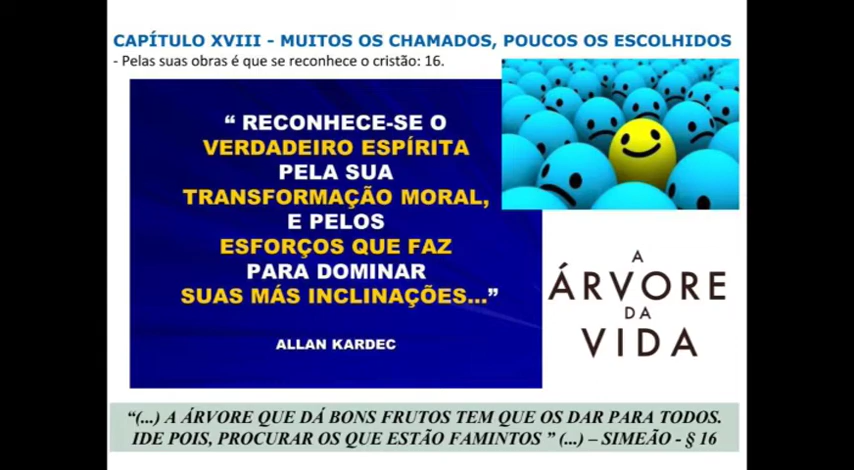 CAPÍTULO XVIII - MUITOS OS CHAMADOS, POUCOS OS ESCOLHIDOS
- Pelas suas obras é que se reconhece o cristão: 16.
“ RECONHECE-SE O
VERDADEIRO ESPÍRITA
PELA SUA
TRANSFORMAÇÃO MORAL,
E PELOS
ESFORÇOS QUE FAZ
PARA DOMINAR
SUAS MÁS INCLINAÇÕES...”
ALLAN KARDEC
A
ÁRVORE
DA
VIDA
“(...) A ÁRVORE QUE DÁ BONS FRUTOS TEM QUE OS DAR PARA TODOS.
IDE POIS, PROCURAR OS QUE ESTÃO FAMINTOS ” (...) – SIMEÃO - § 16